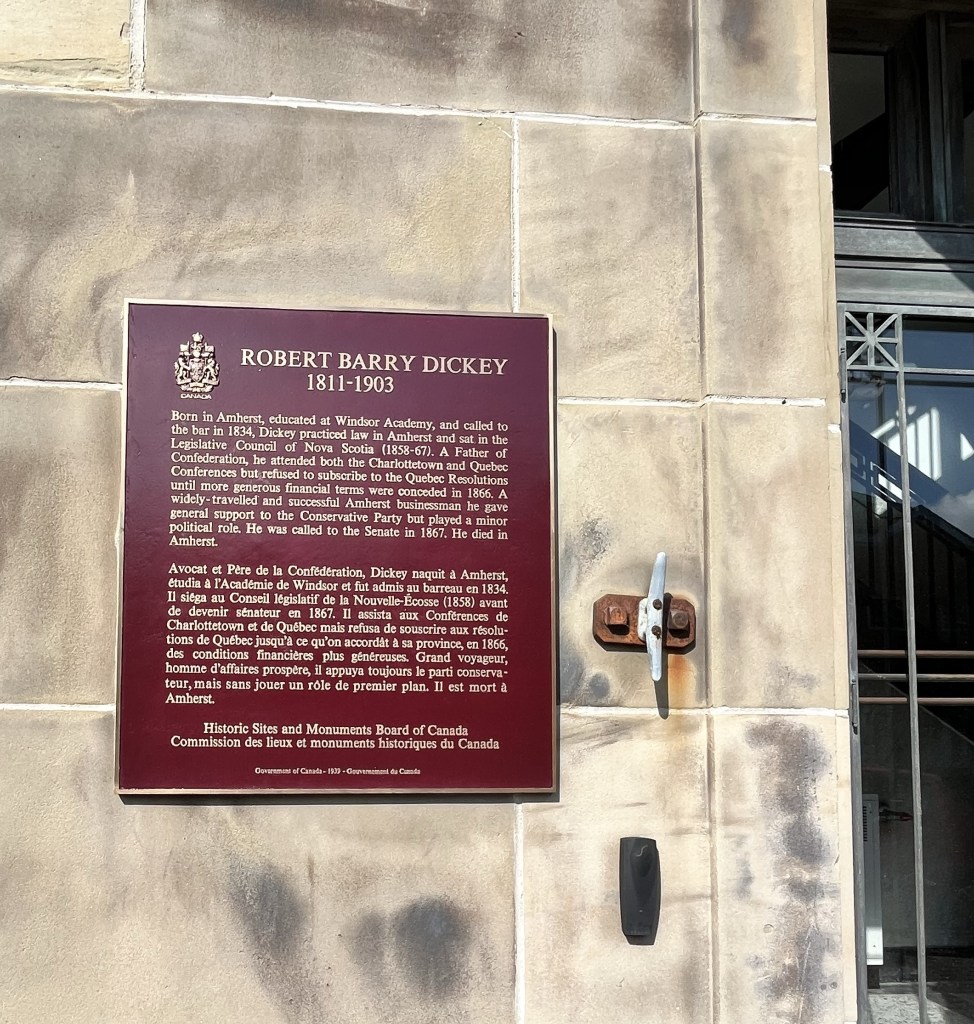 CANADA
ROBERT BARRY DICKEY
1811-1903
Born in Amherst, educated at Windsor Academy, and called to
the bar in 1834, Dickey practiced law in Amherst and sat in the
Legislative Council of Nova Scotia (1858-67). A Father of
Confederation, he attended both the Charlottetown and Quebec
Conferences but refused to subscribe to the Quebec Resolutions
until more generous financial terms were conceded in 1866. A
widely-travelled and successful Amherst businessman he gave
general support to the Conservative Party but played a minor
political role. He was called to the Senate in 1867. He died in
Amherst.
Avocat et Père de la Confédération, Dickey naquit à Amherst,
étudia à l'Académie de Windsor et fut admis au barreau en 1834.
Il siéga au Conseil législatif de la Nouvelle-Écosse (1858) avant
de devenir sénateur en 1867. Il assista aux Conférences de
Charlottetown et de Québec mais refusa de souscrire aux résolu-
tions de Québec jusqu'à ce qu'on accordât à sa province, en 1866,
des conditions financières plus généreuses. Grand voyageur,
homme d'affaires prospère, il appuya toujours le parti conserva-
teur, mais sans jouer un rôle de premier plan. Il est mort à
Amherst.
Historic Sites and Monuments Board of Canada
Commission des lieux et monuments historiques du Canada
Government of Canada - 1939 - Gouvernement du Canada